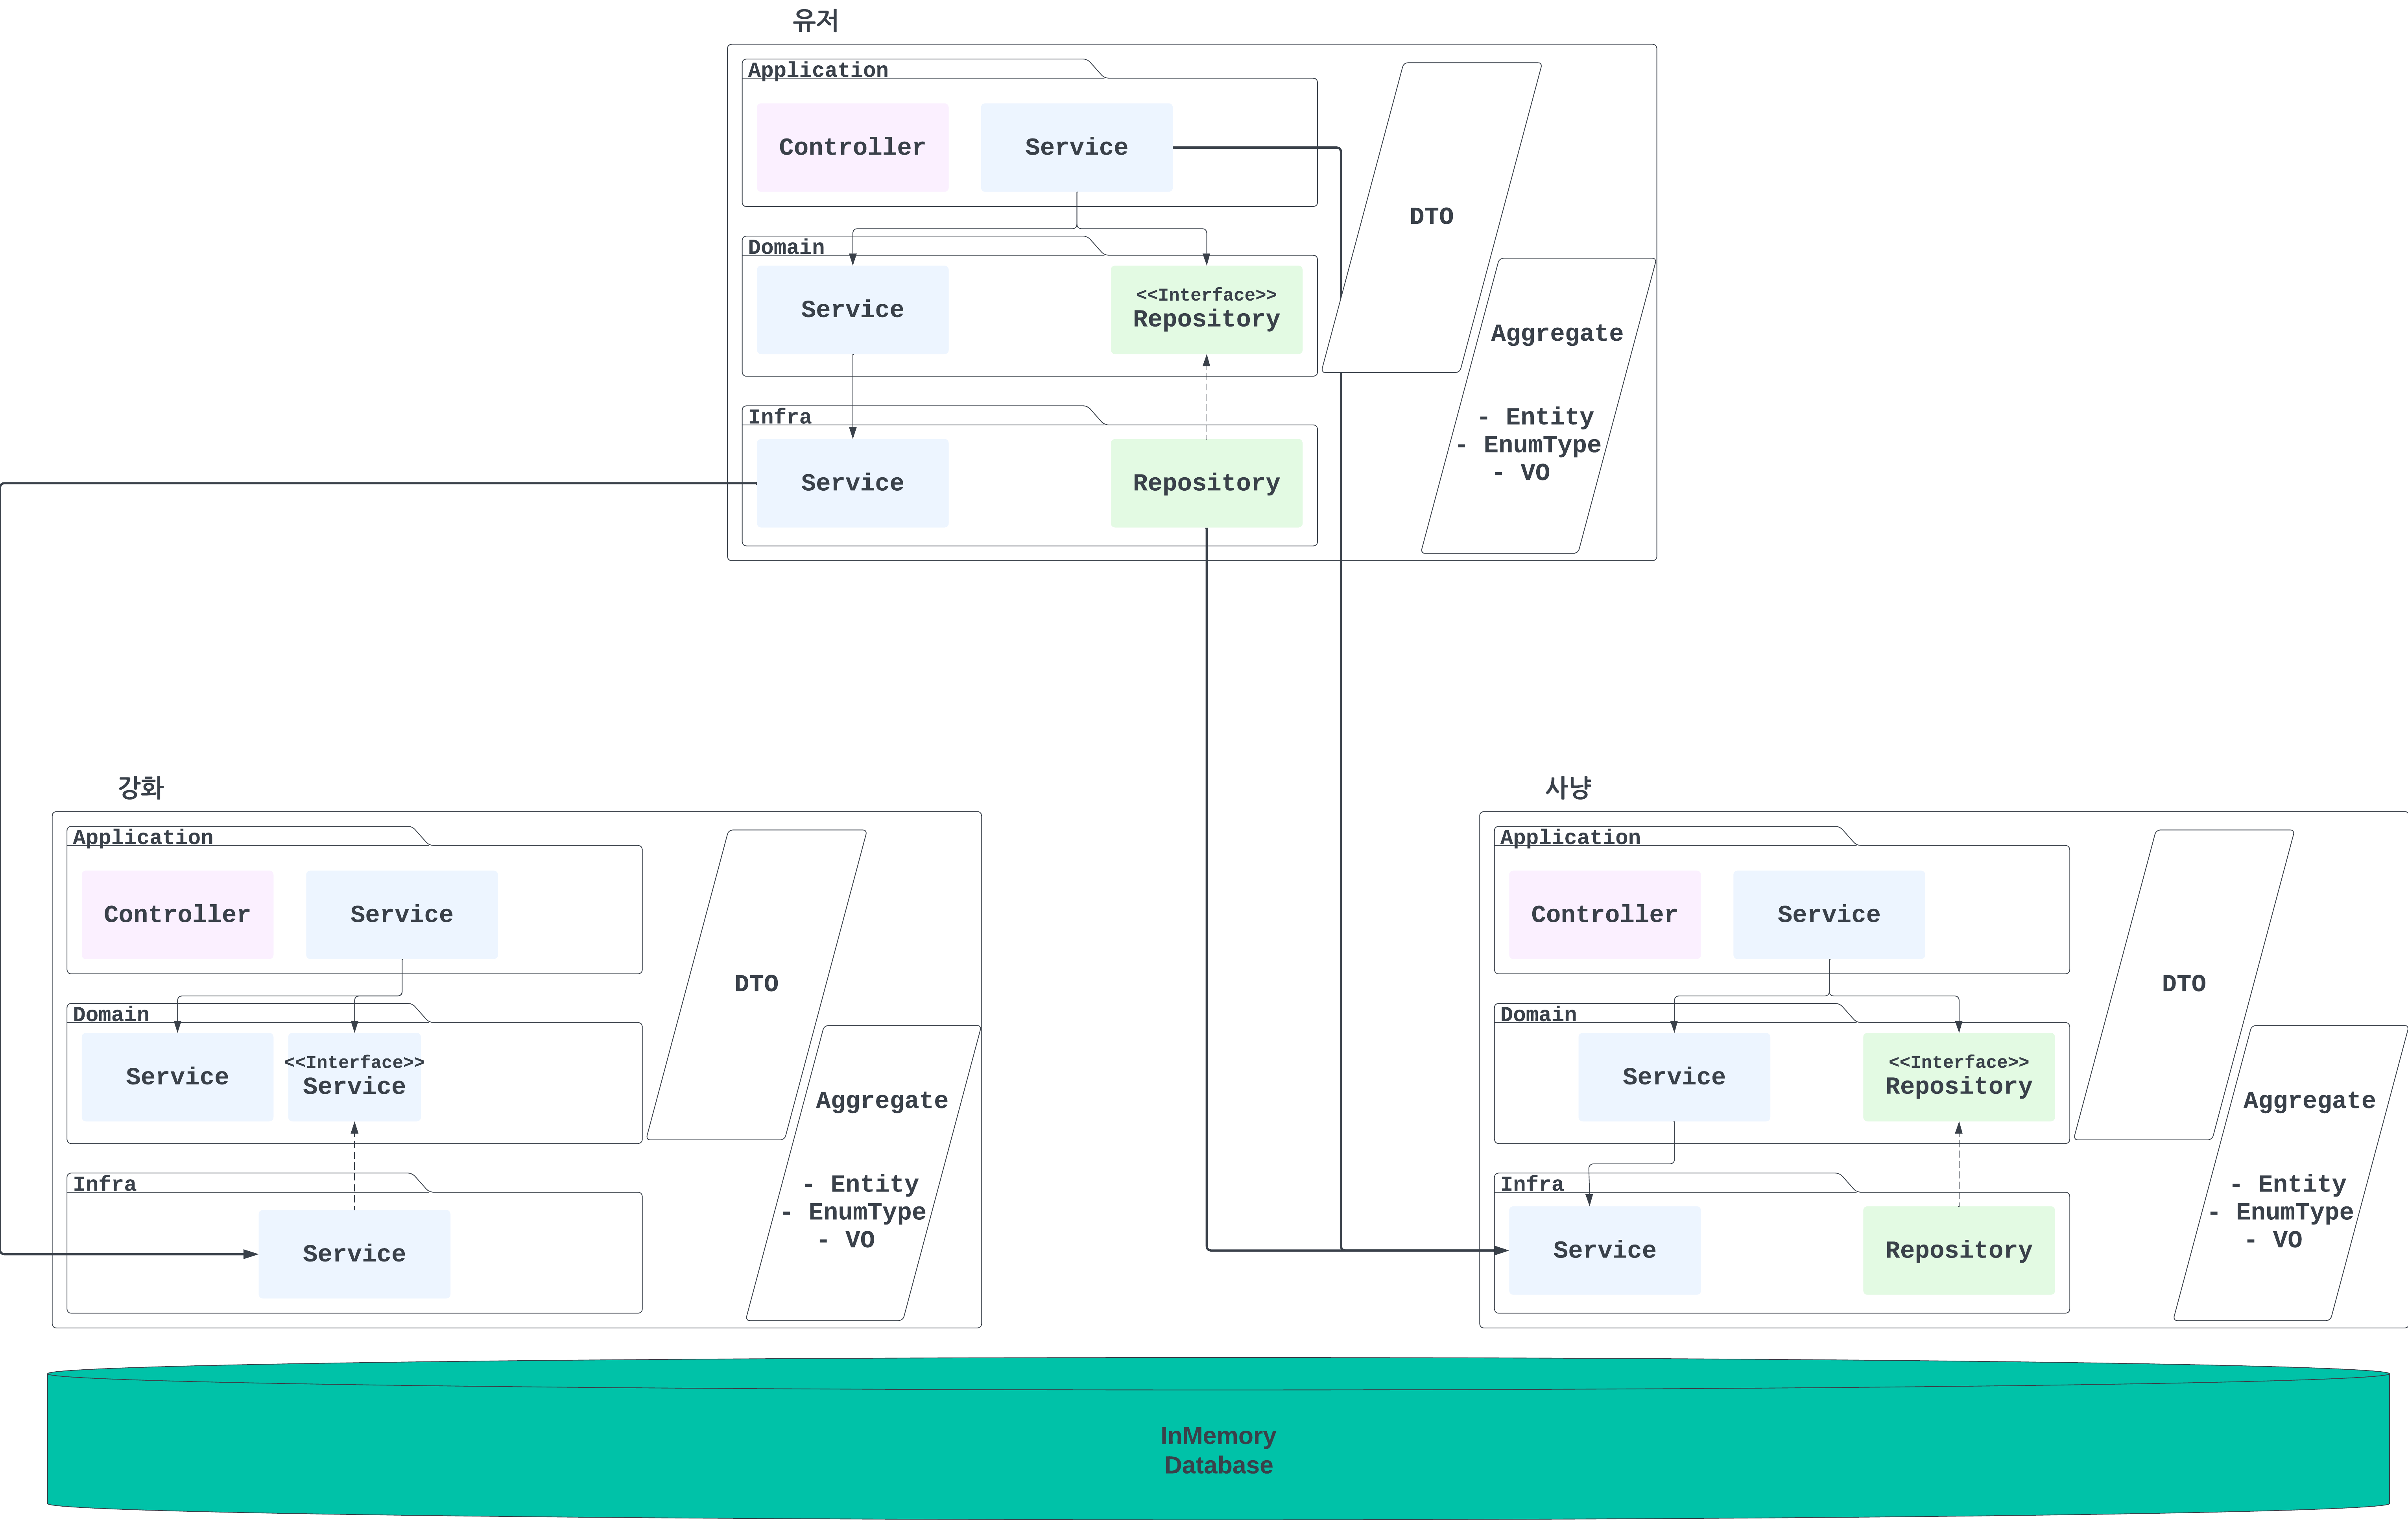 유저
Application
Controller
Service
DTO
Domain
Service
<<Interface>>
Repository
Aggregate
- Entity
- EnumType
- VO
Infra
Service
Repository
강화
Application
Controller
Service
DTO
Domain
Service
<<Interface>>
Service
Aggregate
- Entity
- EnumType
- VO
Infra
Service
사냥
Application
Controller
Service
DTO
Domain
Service
<<Interface>>
Repository
Aggregate
- Entity
- EnumType
- VO
Infra
Service
Repository
InMemory
Database